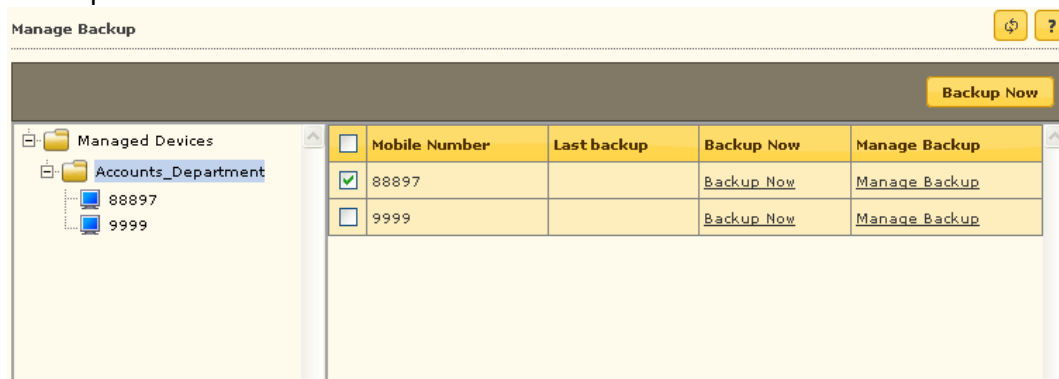 Manage Backup
?
Backup Now
Managed Devices
Accounts_Department
88897
9999
Mobile Number Last backup Backup Now Manage Backup
88897 Backup Now Manage Backup
9999 Backup Now Manage Backup